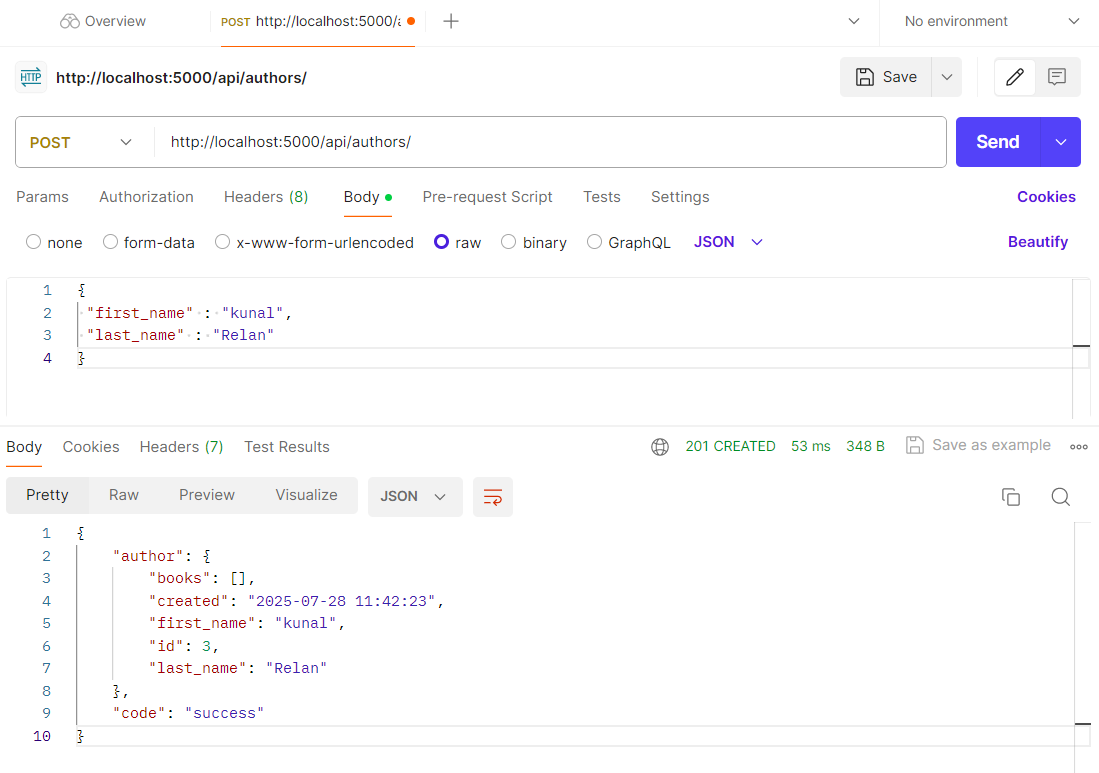 Overview POST http://localhost:5000/a No environment
HTTP http://localhost:5000/api/authors/ Save
POST http://localhost:5000/api/authors/ Send
Params Authorization Headers (8) Body Pre-request Script Tests Settings Cookies
none form-data x-www-form-urlencoded raw binary GraphQL JSON Beautify
1 {
2 "first_name" : "kunal",
3 "last_name" : "Relan"
4 }
Body Cookies Headers (7) Test Results 201 CREATED 53 ms 348 B Save as example
Pretty Raw Preview Visualize JSON
1 {
2 "author": {
3 "books": [],
4 "created": "2025-07-28 11:42:23",
5 "first_name": "kunal",
6 "id": 3,
7 "last_name": "Relan"
8 },
9 "code": "success"
10 }